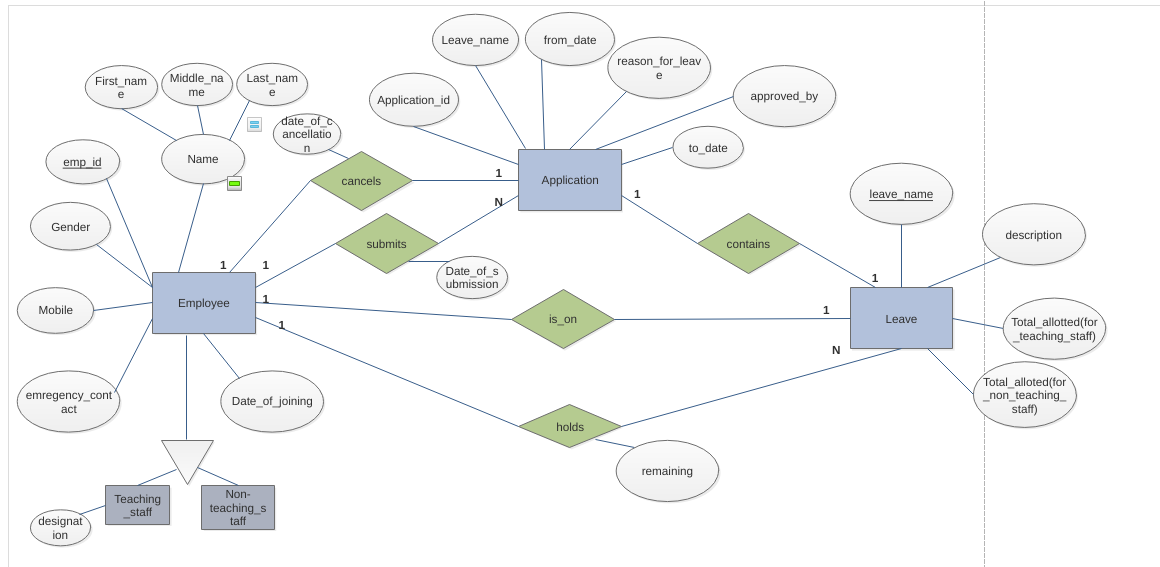 Leave_name
from_date
reason_for_leav
e
First_nam
e
Middle_na
me
Last_nam
e
Application_id
approved_by
date_of_c
ancellatio
n
to_date
emp_id
Name
cancels
1
Application
N
1
leave_name
Gender
submits
contains
description
1
1
Date_of_s
ubmission
1
Employee
1
Mobile
is_on
1
Leave
Total_allotted(for
_teaching_staff)
1
N
emregency_cont
act
Date_of_joining
Total_alloted(for
_non_teaching_
staff)
holds
remaining
Teaching
_staff
Non-
teaching_s
taff
designat
ion